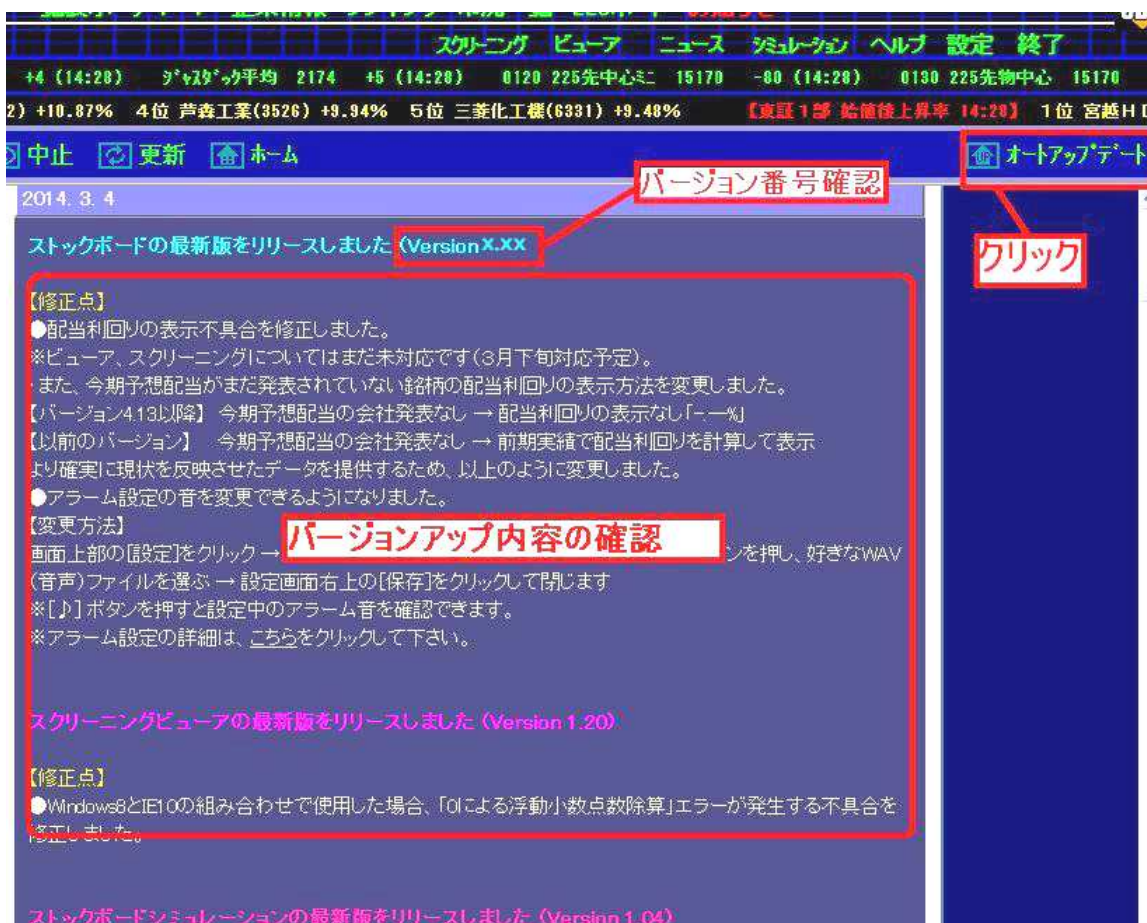 スクリーニング ビューア ニュース シミュレーション ヘルプ 設定 終了
+4 (14:28) ジャスダック平均 2174 +5 (14:28) 0120 225先中心ミニ 15170 -80 (14:28) 0130 225先物中心 15170
2) +10.87% 4位 芦森工業(3526) +9.94% 5位 三菱化工機(6331) +9.48% 【東証1部 始値後上昇率 14:28】 1位 宮越H
中止 更新 ホーム オートアップデート
バージョン番号確認
2014. 3. 4
ストックボードの最新版をリリースしました (Version X.XX
クリック
【修正点】
●配当利回りの表示不具合を修正しました。
※ビューア、スクリーニングについてはまだ未対応です(3月下旬対応予定)。
・また、今期予想配当がまだ発表されていない銘柄の配当利回りの表示方法を変更しました。
【バージョン4.13以降】 今期予想配当の会社発表なし → 配当利回りの表示なし「-.--%」
【以前のバージョン】 今期予想配当の会社発表なし → 前期実績で配当利回りを計算して表示
より確実に現状を反映させたデータを提供するため、以上のように変更しました。
●アラーム設定の音を変更できるようになりました。
【変更方法】
バージョンアップ内容の確認
画面上部の[設定]をクリック → ンを押し、好きなWAV
(音声)ファイルを選ぶ → 設定画面右上の[保存]をクリックして閉じます
※[♪]ボタンを押すと設定中のアラーム音を確認できます。
※アラーム設定の詳細は、こちらをクリックして下さい。
スクリーニングビューアの最新版をリリースしました (Version 1.20)
【修正点】
●Windows8とIE10の組み合わせで使用した場合、「0による浮動小数点数除算」エラーが発生する不具合を
修正しました。
ストックボードシミュレーションの最新版をリリースしました (Version 1.04)